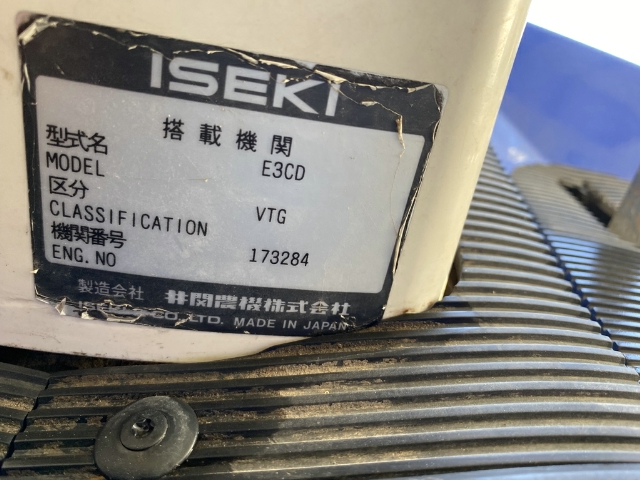 ISEKI
搭載機関
型式名
MODEL E3CD
区分
CLASSIFICATION VTG
機関番号
ENG.NO 173284
製造会社 井関農機株式会社
CO.LTD. MADE IN JAPAN